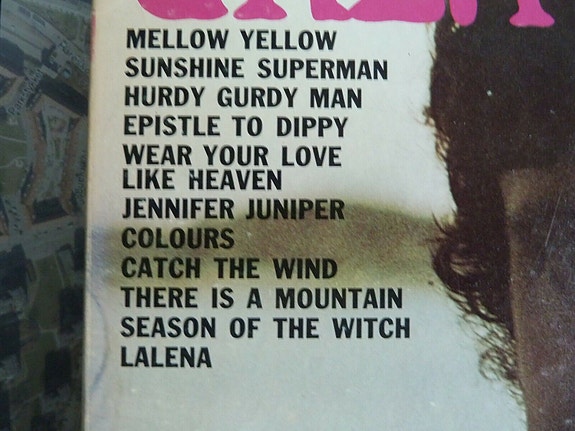 MELLOW YELLOW
SUNSHINE SUPERMAN
HURDY GURDY MAN
EPISTLE TO DIPPY
WEAR YOUR LOVE
LIKE HEAVEN
JENNIFER JUNIPER
COLOURS
CATCH THE WIND
THERE IS A MOUNTAIN
SEASON OF THE WITCH
LALENA